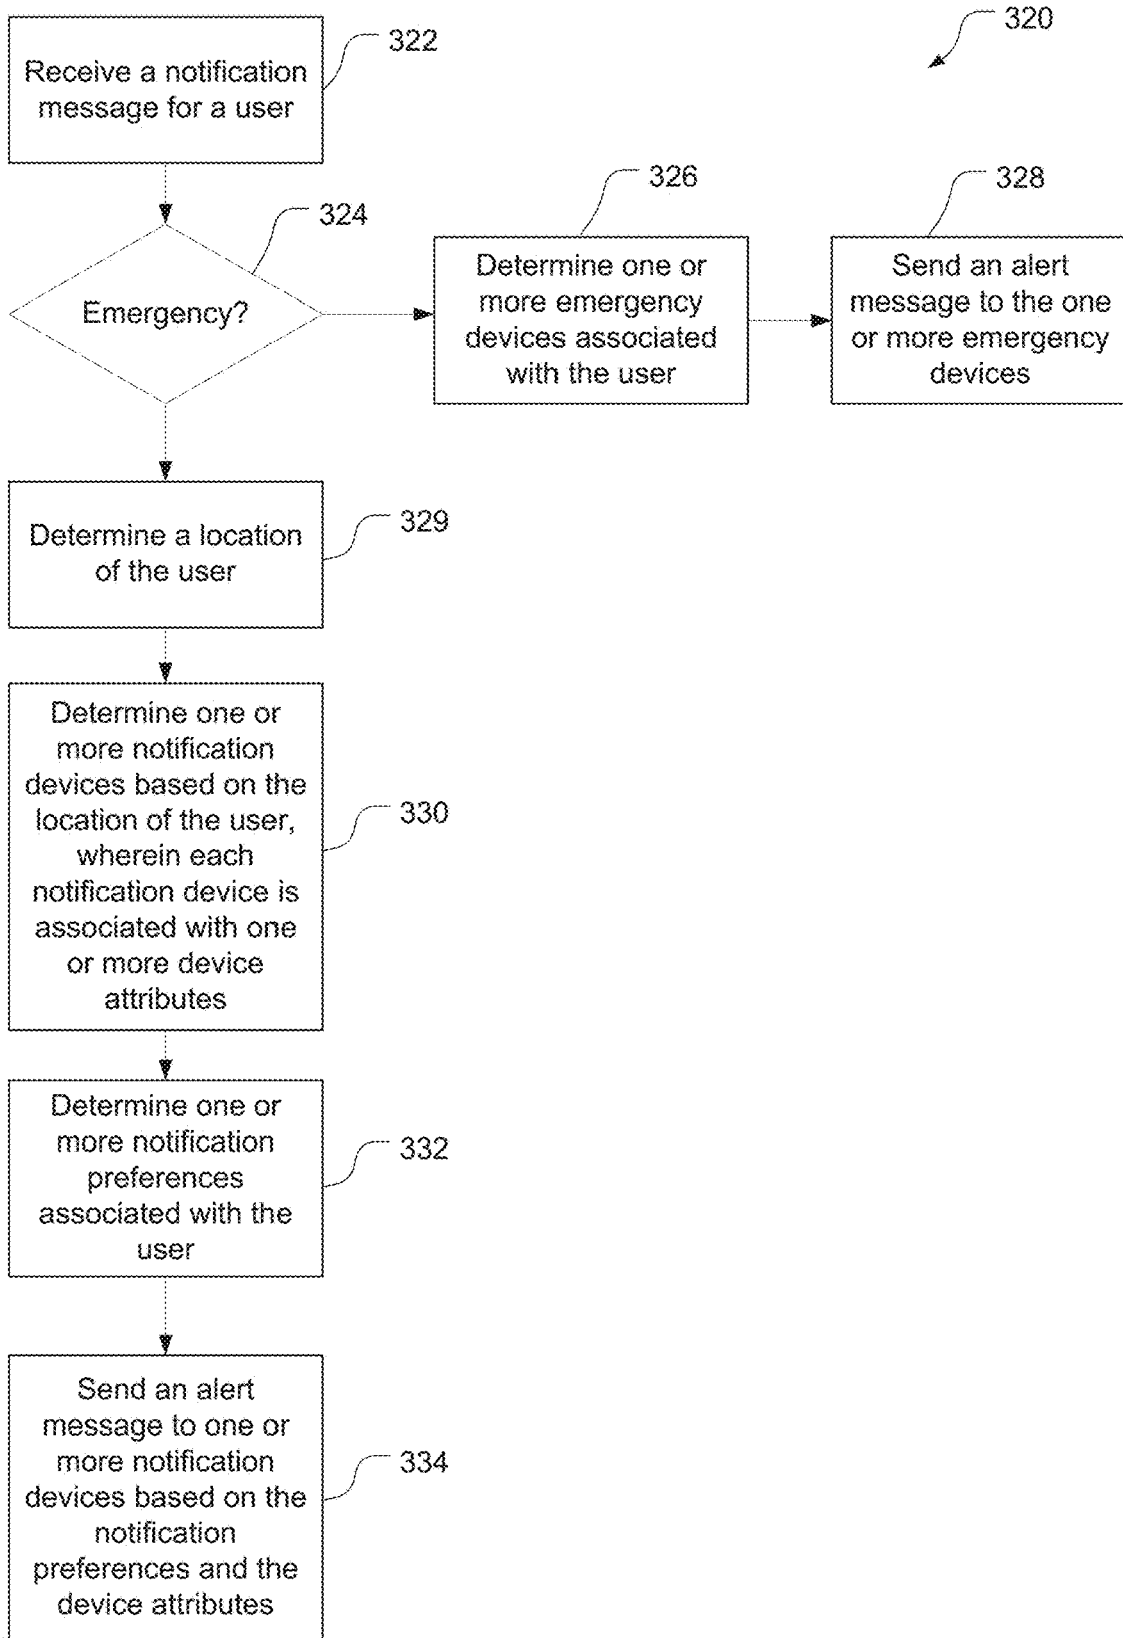 320
322
Receive a notification
message for a user
324
Emergency?
326
Determine one or
more emergency
devices associated
with the user
328
Send an alert
message to the one
or more emergency
devices
329
Determine a location
of the user
330
Determine one or
more notification
devices based on the
location of the user,
wherein each
notification device is
associated with one
or more device
attributes
332
Determine one or
more notification
preferences
associated with the
user
334
Send an alert
message to one or
more notification
devices based on the
notification
preferences and the
device attributes